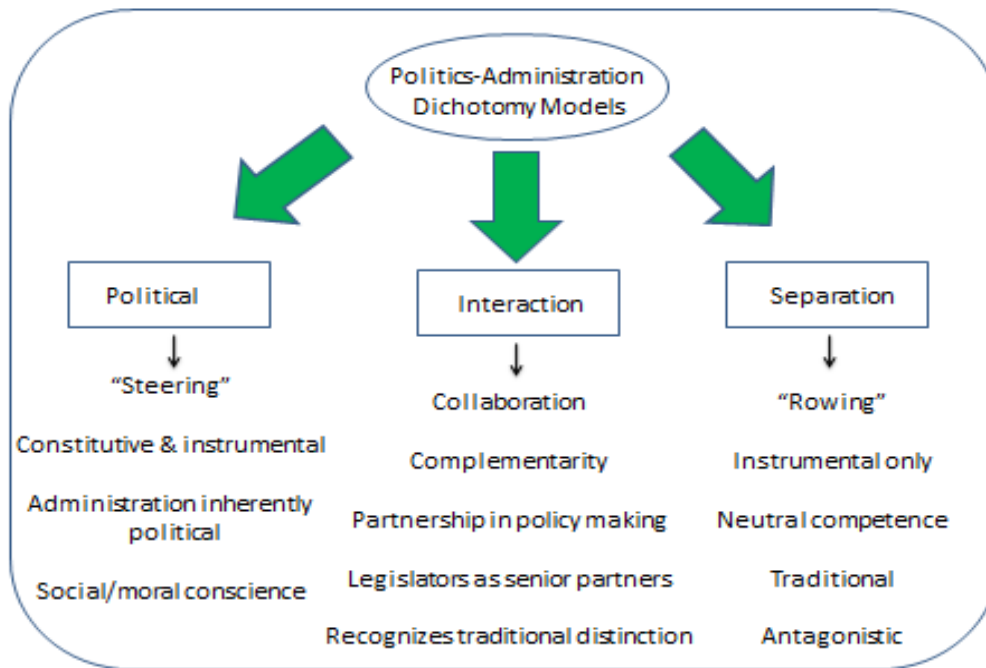 Politics-Administration
Dichotomy Models
Political
"Steering"
Constitutive & instrumental
Administration inherently
political
Social/moral conscience
Interaction
Collaboration
Complementarity
Partnership in policy making
Legislators as senior partners
Recognizes traditional distinction
Separation
"Rowing"
Instrumental only
Neutral competence
Traditional
Antagonistic